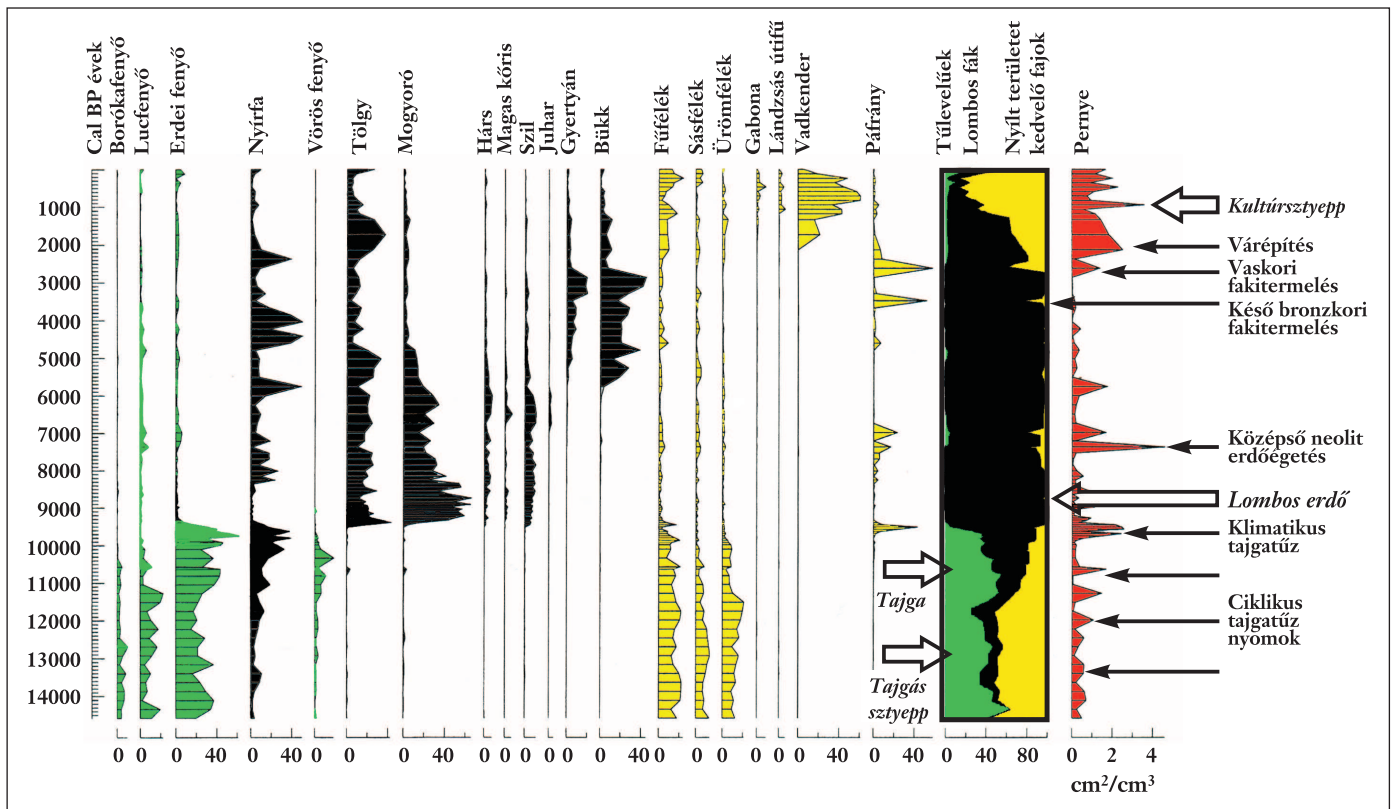 Cal BP évek
Borókafenyő
Lucfenyő
Erdei fenyő
Nyírfa
Vörös fenyő
Tölgy
Mogyoró
Hárs
Magas kőris
Szil
Juhar
Gyertyán
Bükk
Fűfélék
Sásfélék
Ürömfélék
Gabona
Lándzsás útifű
Vadkender
Páfrány
Tűlevelűek
Lombos fák
Nyílt területet
kedvelő fajok
Pernye
1000
2000
3000
4000
5000
6000
7000
8000
9000
10000
11000
12000
13000
14000
Kultúrsztyepp
Várépítés
Vaskori
fakitermelés
Késő bronzkori
fakitermelés
Középső neolit
erdőégetés
Lombos erdő
Klimatikus
tajgatűz
Ciklikus
tajgatűz
nyomok
Tajga
Tajgás
sztyepp
0 0 0 40 0 40 0 0 40 0 40 0 0 0 0 0 0 40 0 0 0 0 0 0 40 0 40 0 40 80 0 2 4
cm²/cm³